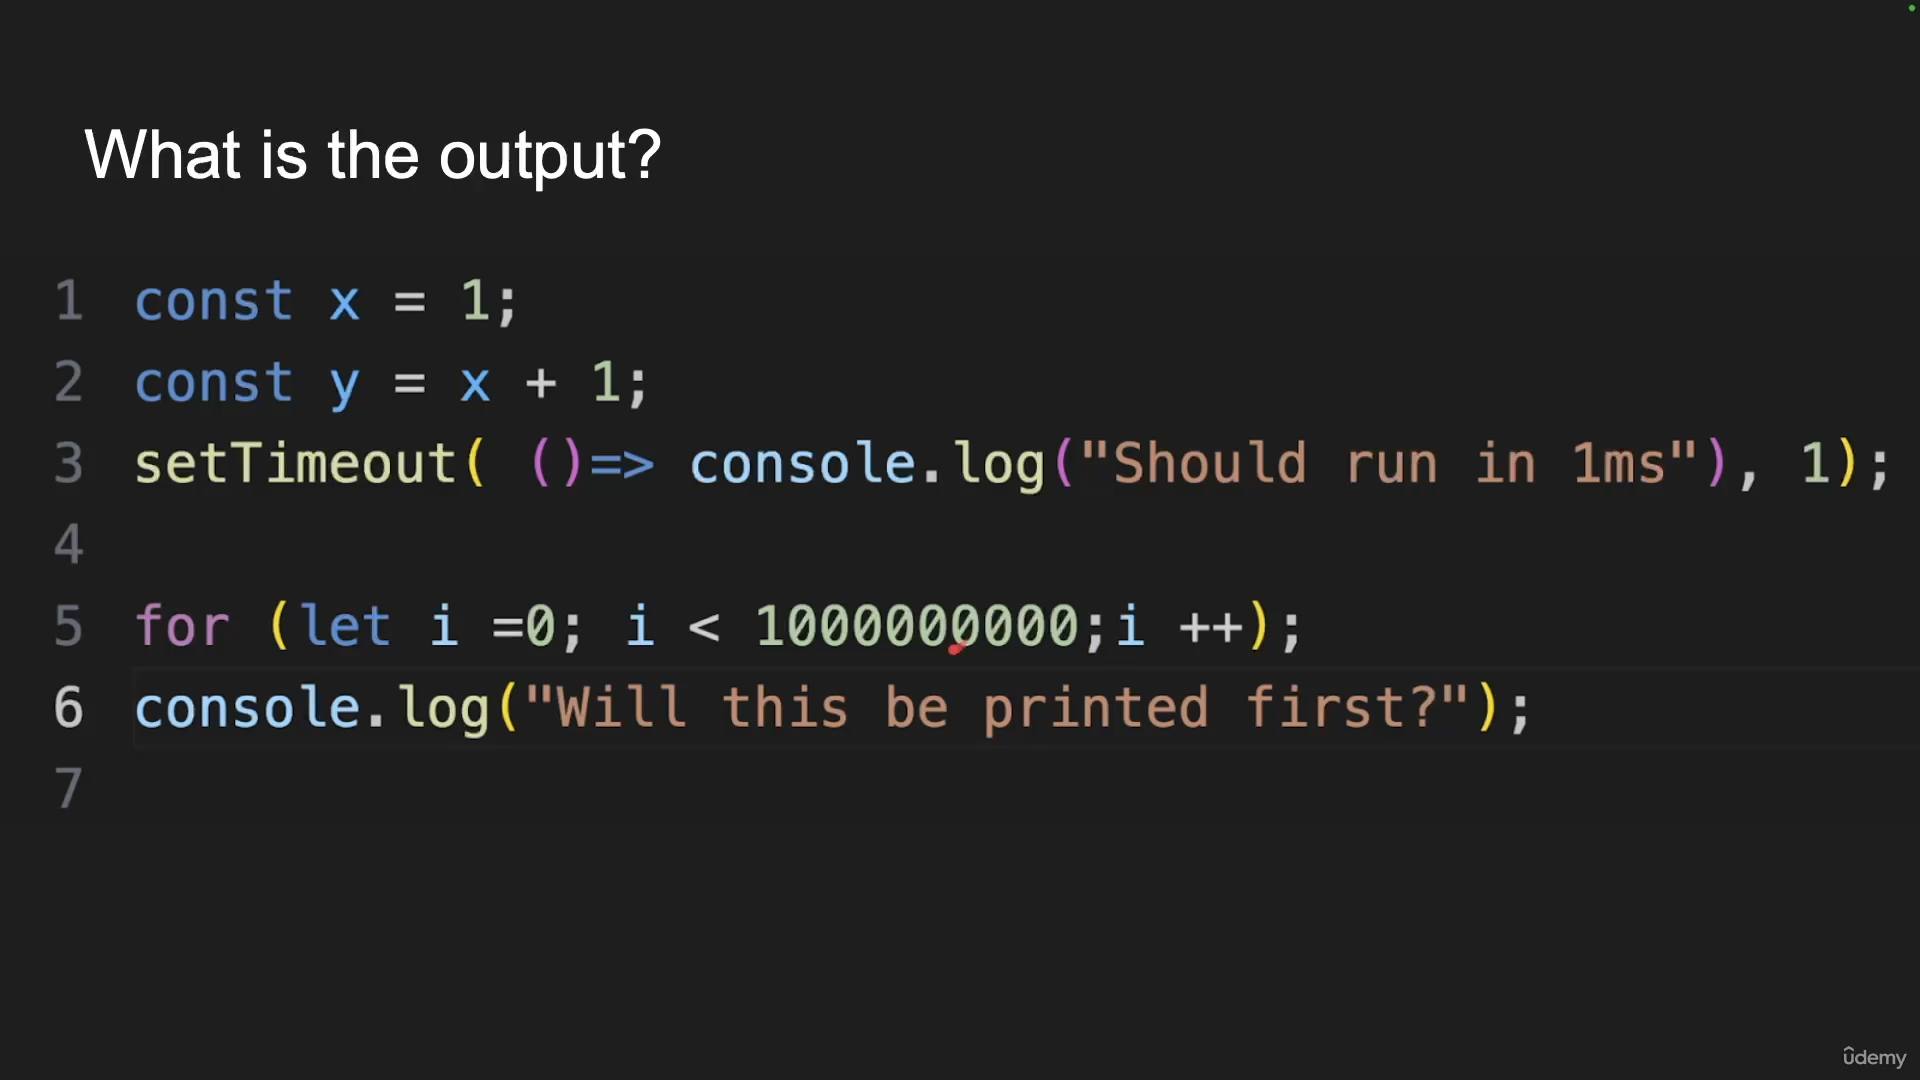 What is the output?
1 const x = 1;
2 const y = x + 1;
3 setTimeout( ()=> console.log("Should run in 1ms"), 1);
4
5 for (let i =0; i < 1000000000;i ++);
6 console.log("Will this be printed first?");
7
ûdemy